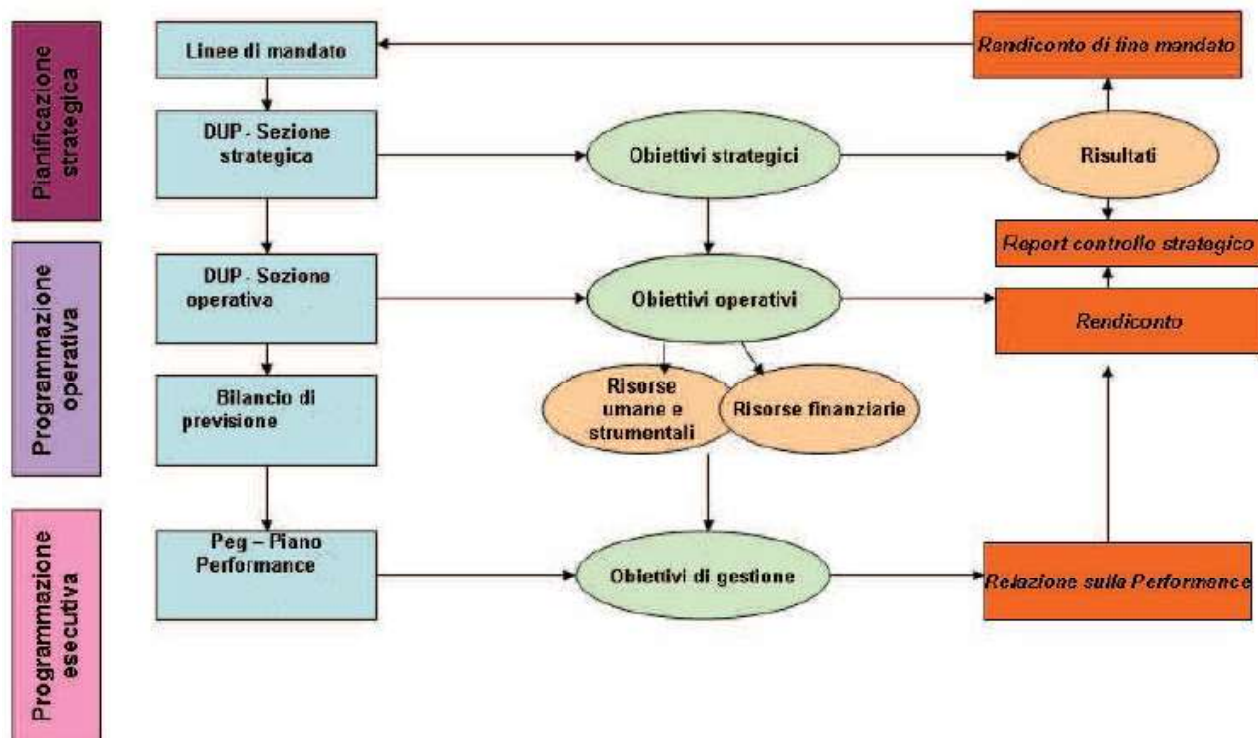 Pianificazione
strategica
Linee di mandato
Rendiconto di fine mandato
DUP - Sezione
strategica
Obiettivi strategici
Risultati
Report controllo strategico
Programmazione
operativa
DUP - Sezione
operativa
Obiettivi operativi
Rendiconto
Bilancio di
previsione
Risorse
umane e
strumentali
Risorse finanziarie
Programmazione
esecutiva
Peg – Piano
Performance
Obiettivi di gestione
Relazione sulla Performance